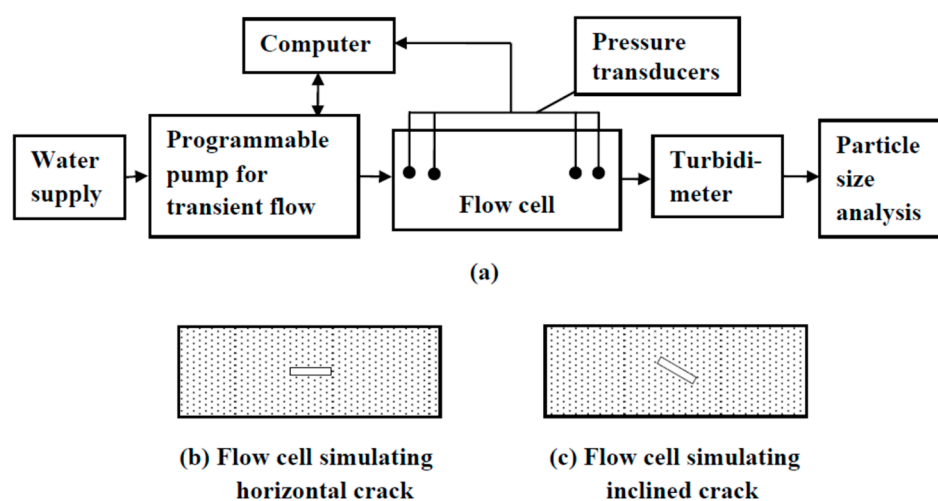 Computer
Pressure
transducers
Water
supply
Programmable
pump for
transient flow
Flow cell
Turbidi-
meter
Particle
size
analysis
(a)
(b) Flow cell simulating
horizontal crack
(c) Flow cell simulating
inclined crack